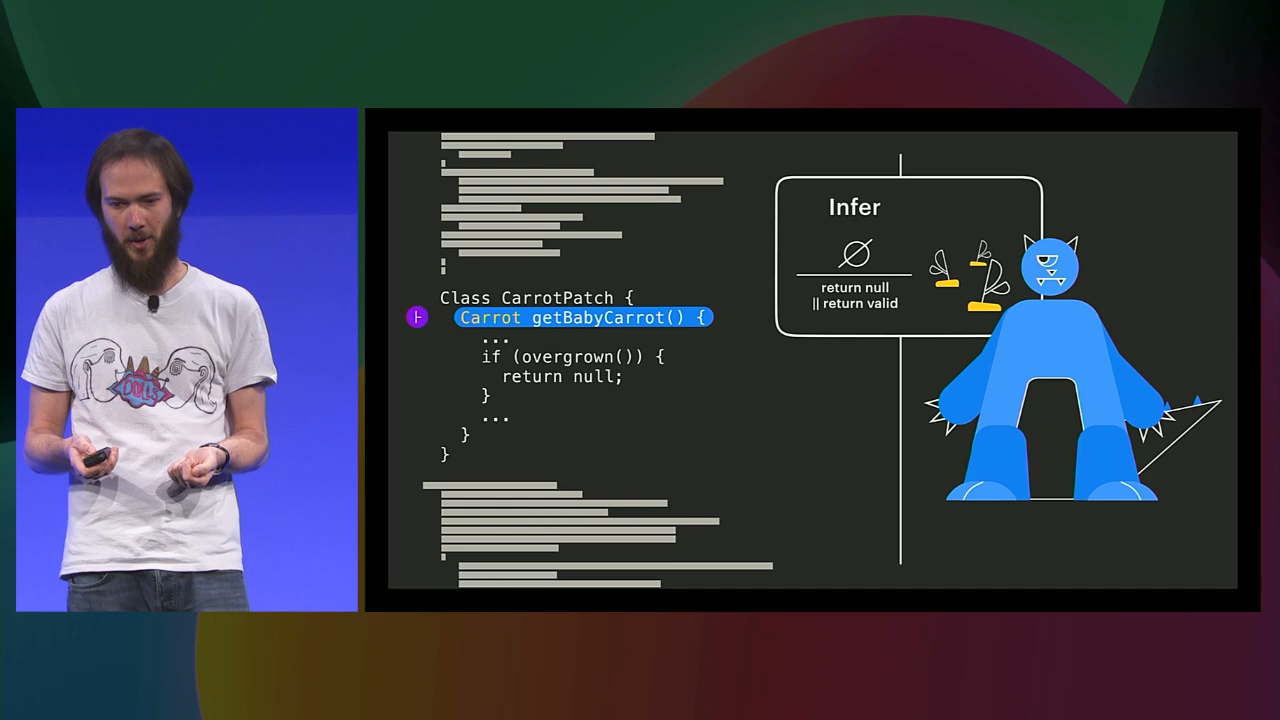 Class CarrotPatch {
Carrot getBabyCarrot() {
...
if (overgrown()) {
return null;
}
...
}
}
Infer
∅
return null
|| return valid
⊦